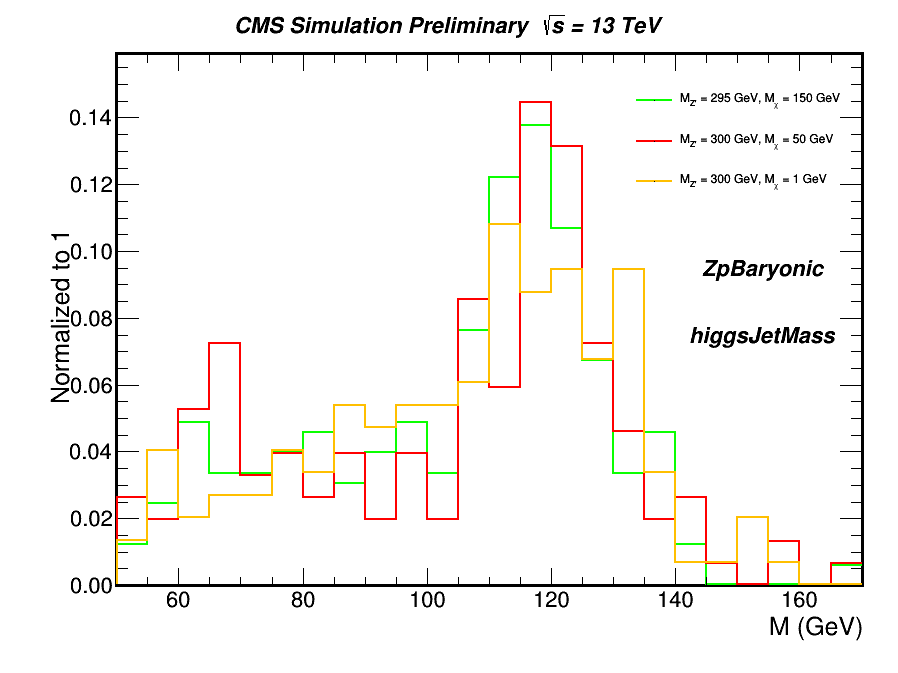 CMS Simulation Preliminary √s = 13 TeV
M_Z' = 295 GeV, M_χ = 150 GeV
M_Z' = 300 GeV, M_χ = 50 GeV
M_Z' = 300 GeV, M_χ = 1 GeV
ZpBaryonic
higgsJetMass
Normalized to 1
0.14
0.12
0.10
0.08
0.06
0.04
0.02
0.00
60 80 100 120 140 160
M (GeV)